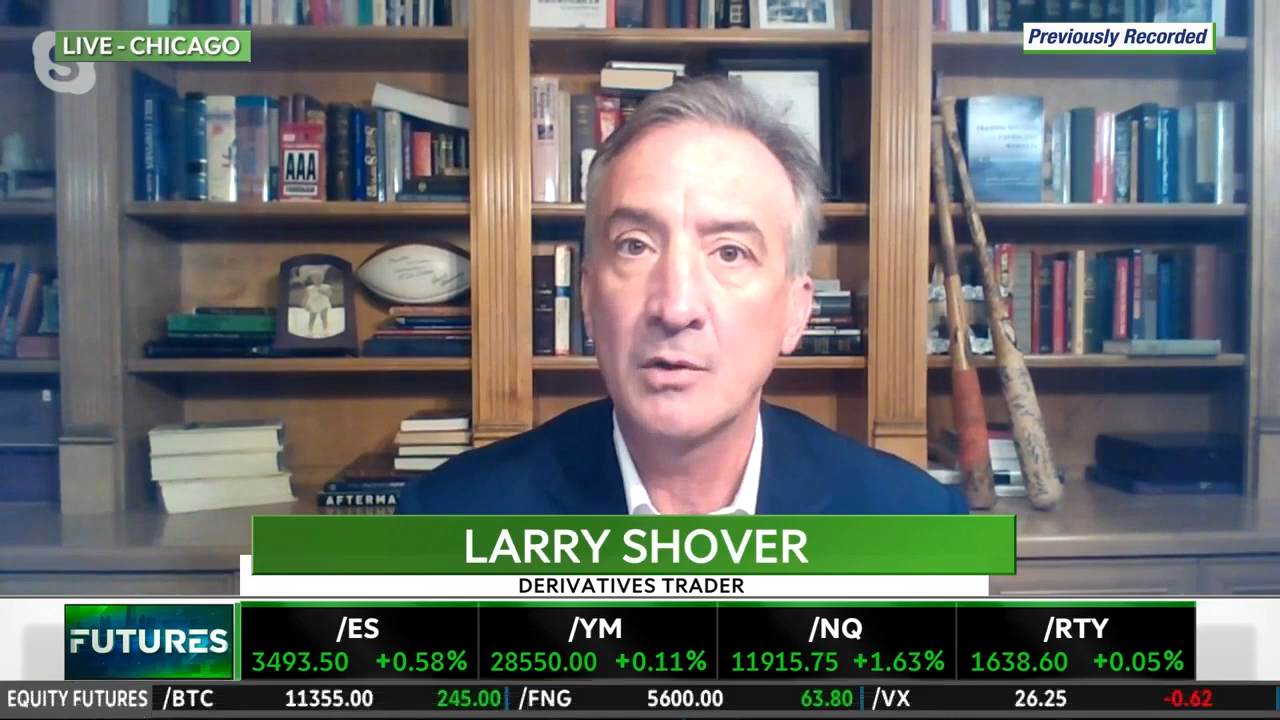 LIVE - CHICAGO
Previously Recorded
S
AAA
AFTERMA
LARRY SHOVER
DERIVATIVES TRADER
FUTURES
/ES /YM /NQ /RTY
3493.50 +0.58% 28550.00 +0.11% 11915.75 +1.63% 1638.60 +0.05%
EQUITY FUTURES /BTC 11355.00 245.00 /FNG 5600.00 63.80 /VX 26.25 -0.62